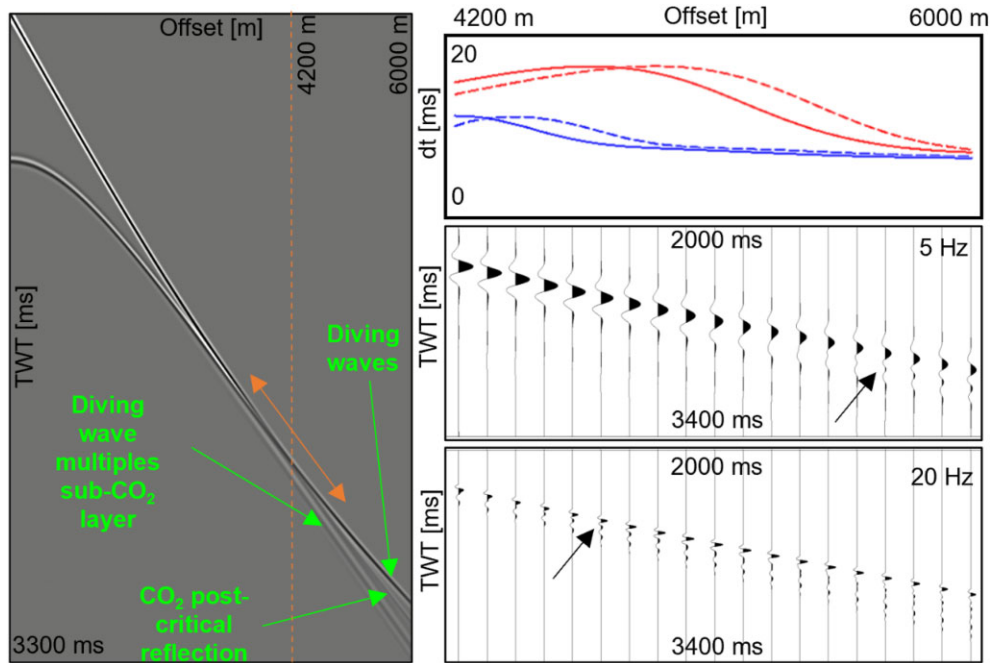 Offset [m]
4200 m
6000 m
TWT [ms]
Diving
waves
Diving
wave
multiples
sub-CO₂
layer
CO₂ post-
critical
reflection
3300 ms
4200 m
Offset [m]
6000 m
dt [ms]
20
0
TWT [ms]
2000 ms
5 Hz
3400 ms
TWT [ms]
2000 ms
20 Hz
3400 ms